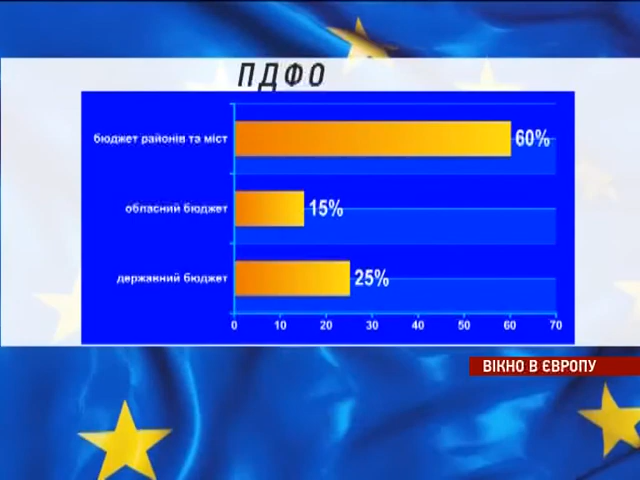 ПДФО
бюджет районів та міст
60%
обласний бюджет
15%
державний бюджет
25%
0 10 20 30 40 50 60 70
ВІКНО В ЄВРОПУ